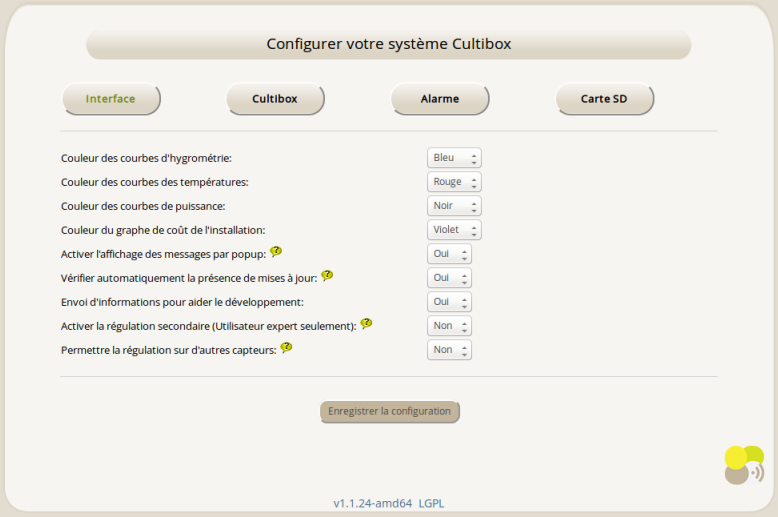 Configurer votre système Cultibox
Interface Cultibox Alarme Carte SD
Couleur des courbes d'hygrométrie: Bleu
Couleur des courbes des températures: Rouge
Couleur des courbes de puissance: Noir
Couleur du graphe de coût de l'installation: Violet
Activer l'affichage des messages par popup: ? Oui
Vérifier automatiquement la présence de mises à jour: ? Oui
Envoi d'informations pour aider le développement: Oui
Activer la régulation secondaire (Utilisateur expert seulement): ? Non
Permettre la régulation sur d'autres capteurs: ? Non
Enregistrer la configuration
v1.1.24-amd64 LGPL